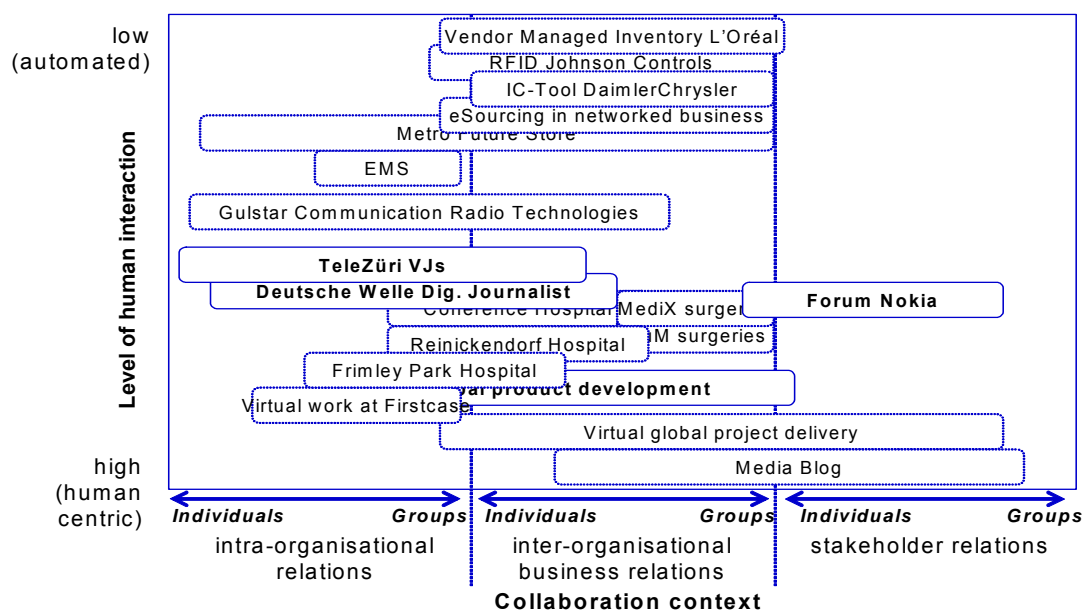 low
(automated)
Vendor Managed Inventory L'Oréal
RFID Johnson Controls
IC-Tool DaimlerChrysler
eSourcing in networked business
Metro Future Store
EMS
Gulstar Communication Radio Technologies
TeleZüri VJs
Deutsche Welle Dig. Journalist
Forum Nokia
Hospital
MediX
surgeries
Reinickendorf Hospital
Frimley Park Hospital
product development
Virtual work at Firstcase
Virtual global project delivery
Media Blog
Level of human interaction
high
(human
centric)
Individuals Groups Individuals Groups Individuals Groups
intra-organisational
relations
inter-organisational
business relations
stakeholder relations
Collaboration context